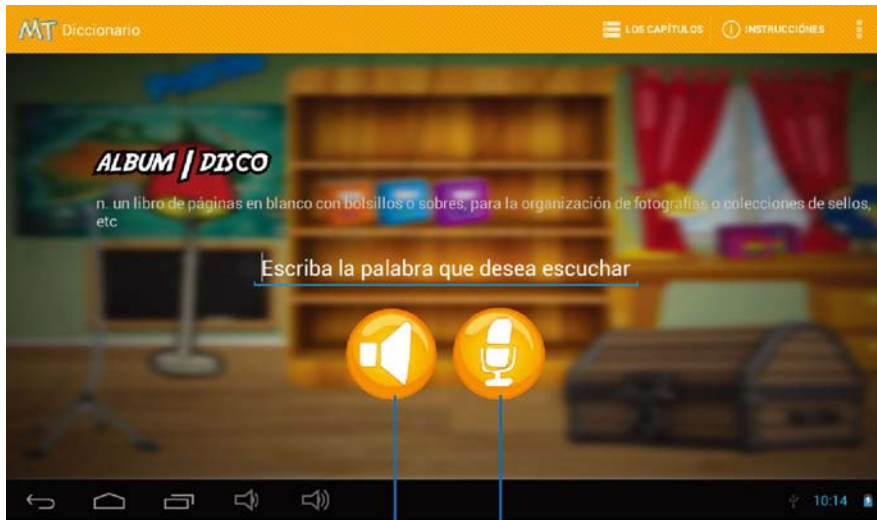 MT Diccionario
LOS CAPÍTULOS
INSTRUCCIÓNES
ALBUM / DISCO
n. un libro de páginas en blanco con bolsillos o sobres, para la organización de fotografías o colecciones de sellos,
etc
Escriba la palabra que desea escuchar
10:14